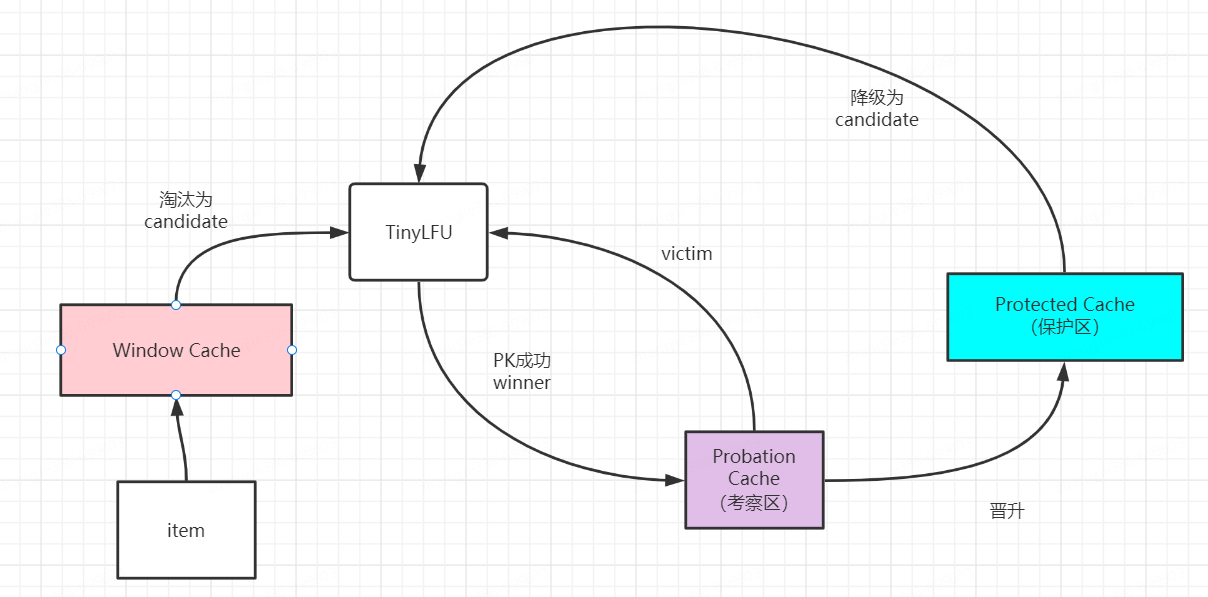 降级为
candidate
淘汰为
candidate
TinyLFU
victim
Protected Cache
（保护区）
Window Cache
PK成功
winner
Probation
Cache
（考察区）
晋升
item